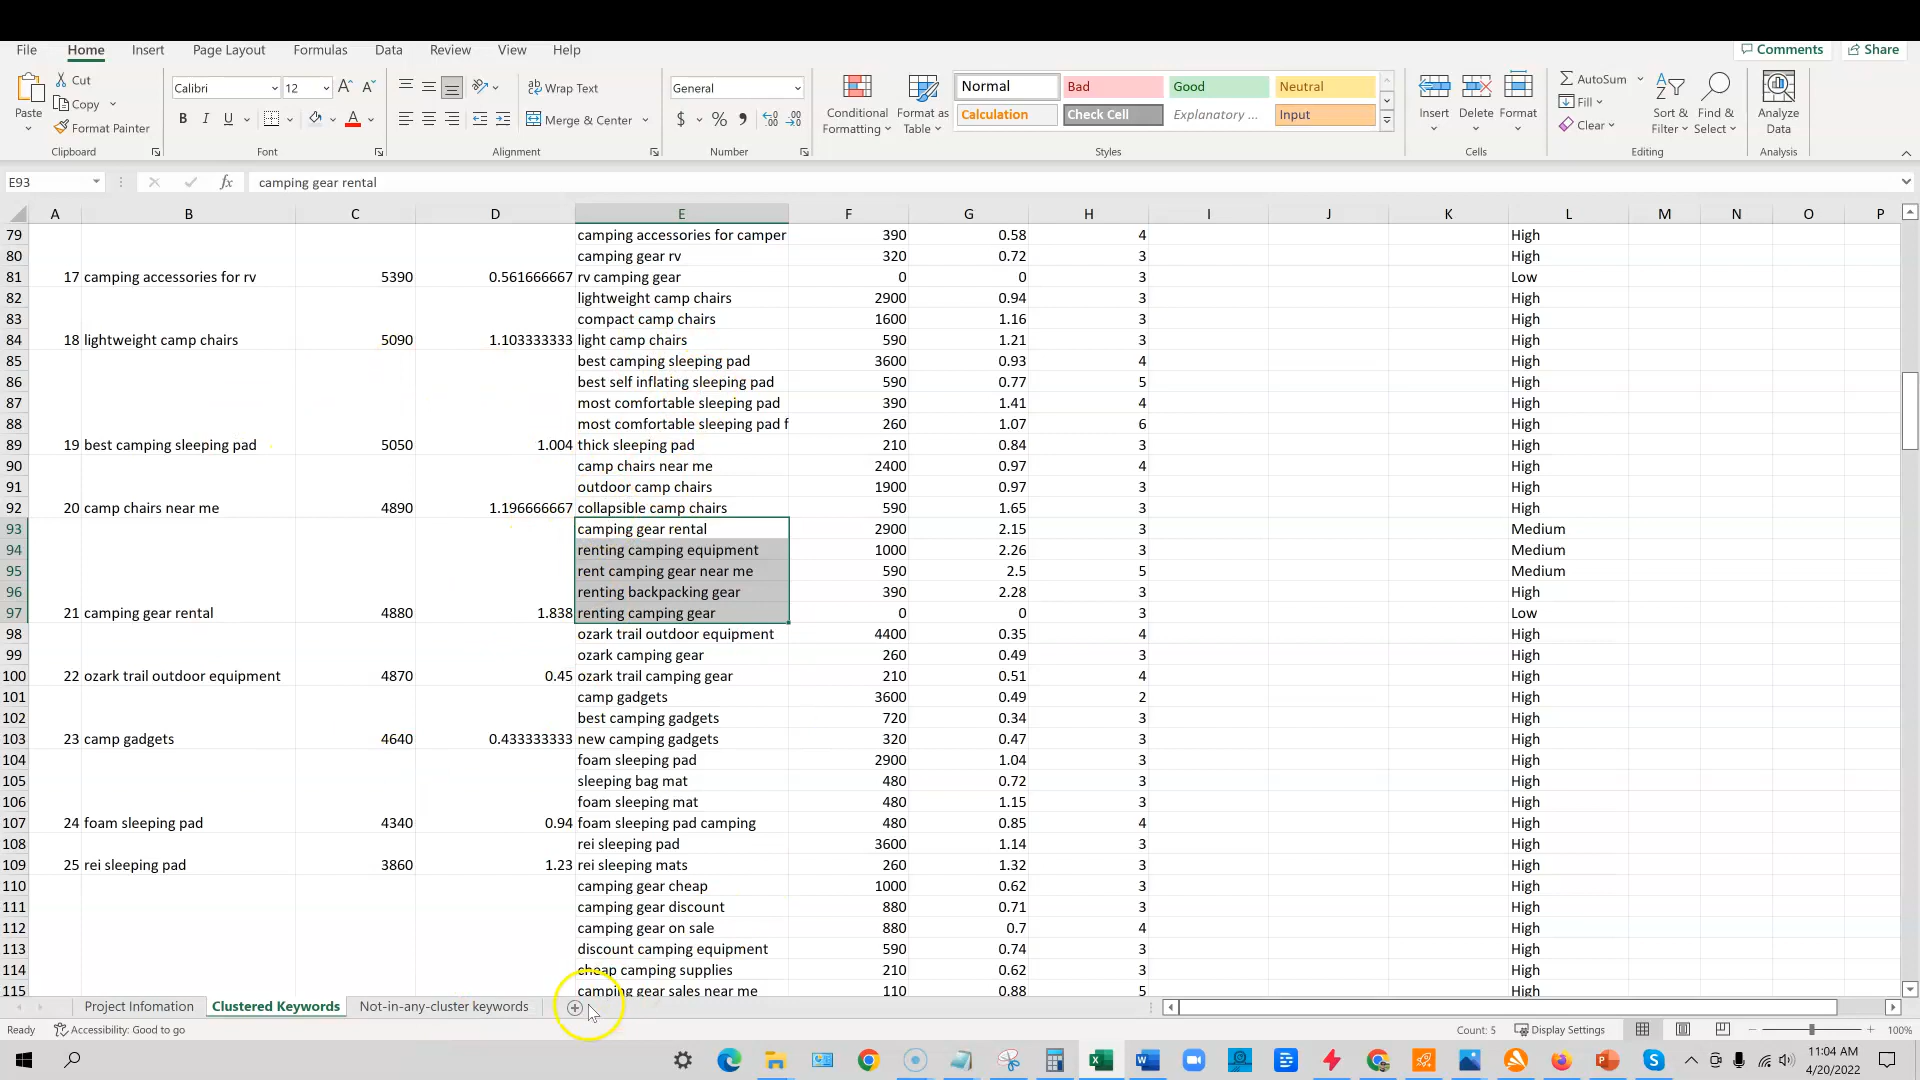 File Home Insert Page Layout Formulas Data Review View Help Comments Share
Paste Cut Copy Format Painter Clipboard
Calibri 12 A A B I U A Font
Wrap Text Merge & Center Alignment
General $ % Number
Conditional Formatting Format as Table
Normal Bad Good Neutral
Calculation Check Cell Explanatory ... Input
Styles
Insert Delete Format Cells
AutoSum Fill Clear Sort & Filter Find & Select Editing
Analyze Data Analysis
E93 fx camping gear rental
A B C D E F G H I J K L M N O P
79 camping accessories for camper 390 0.58 4 High
80 camping gear rv 320 0.72 3 High
81 17 camping accessories for rv 5390 0.561666667 rv camping gear 0 0 3 Low
82 lightweight camp chairs 2900 0.94 3 High
83 compact camp chairs 1600 1.16 3 High
84 18 lightweight camp chairs 5090 1.103333333 light camp chairs 590 1.21 3 High
85 best camping sleeping pad 3600 0.93 4 High
86 best self inflating sleeping pad 590 0.77 5 High
87 most comfortable sleeping pad 390 1.41 4 High
88 most comfortable sleeping pad f 260 1.07 6 High
89 19 best camping sleeping pad 5050 1.004 thick sleeping pad 210 0.84 3 High
90 camp chairs near me 2400 0.97 4 High
91 outdoor camp chairs 1900 0.97 3 High
92 20 camp chairs near me 4890 1.196666667 collapsible camp chairs 590 1.65 3 High
93 camping gear rental 2900 2.15 3 Medium
94 renting camping equipment 1000 2.26 3 Medium
95 rent camping gear near me 590 2.5 5 Medium
96 renting backpacking gear 390 2.28 3 High
97 21 camping gear rental 4880 1.838 renting camping gear 0 0 3 Low
98 ozark trail outdoor equipment 4400 0.35 4 High
99 ozark camping gear 260 0.49 3 High
100 22 ozark trail outdoor equipment 4870 0.45 ozark trail camping gear 210 0.51 4 High
101 camp gadgets 3600 0.49 2 High
102 best camping gadgets 720 0.34 3 High
103 23 camp gadgets 4640 0.433333333 new camping gadgets 320 0.47 3 High
104 foam sleeping pad 2900 1.04 3 High
105 sleeping bag mat 480 0.72 3 High
106 foam sleeping mat 480 1.15 3 High
107 24 foam sleeping pad 4340 0.94 foam sleeping pad camping 480 0.85 4 High
108 rei sleeping pad 3600 1.14 3 High
109 25 rei sleeping pad 3860 1.23 rei sleeping mats 260 1.32 3 High
110 camping gear cheap 1000 0.62 3 High
111 camping gear discount 880 0.71 3 High
112 camping gear on sale 880 0.7 4 High
113 discount camping equipment 590 0.74 3 High
114 cheap camping supplies 210 0.62 3 High
115 camping gear sales near me 110 0.88 5 High
Project Infomation Clustered Keywords Not-in-any-cluster keywords
Ready Accessibility: Good to go Count: 5 Display Settings 100%
11:04 AM
4/20/2022